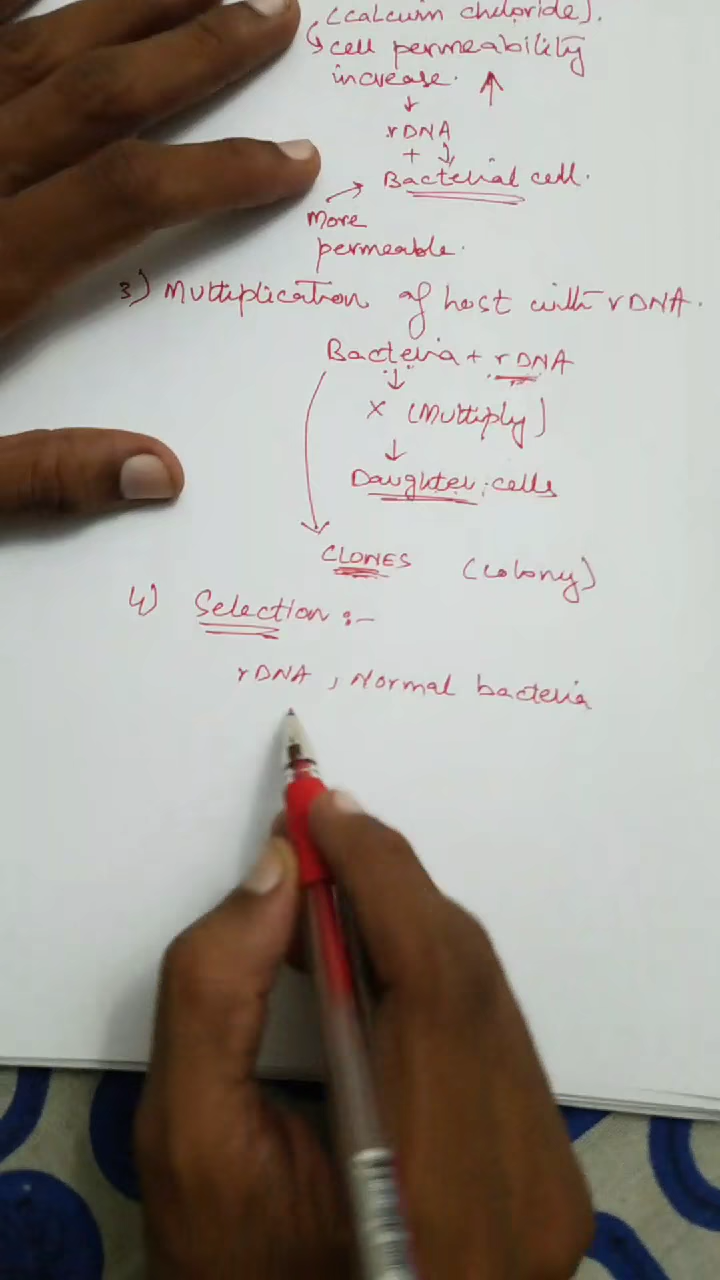 (calcium chloride).
↳ cell permeability
increase. ↑
↓
rDNA
+ ↓
→ Bacterial cell.
More
permeable.
3) Multiplication of host with rDNA.
Bacteria + rDNA
↓
× (Multiply)
↓
Daughter cells
CLONES (colony)
4) Selection :-
rDNA, Normal bacteria